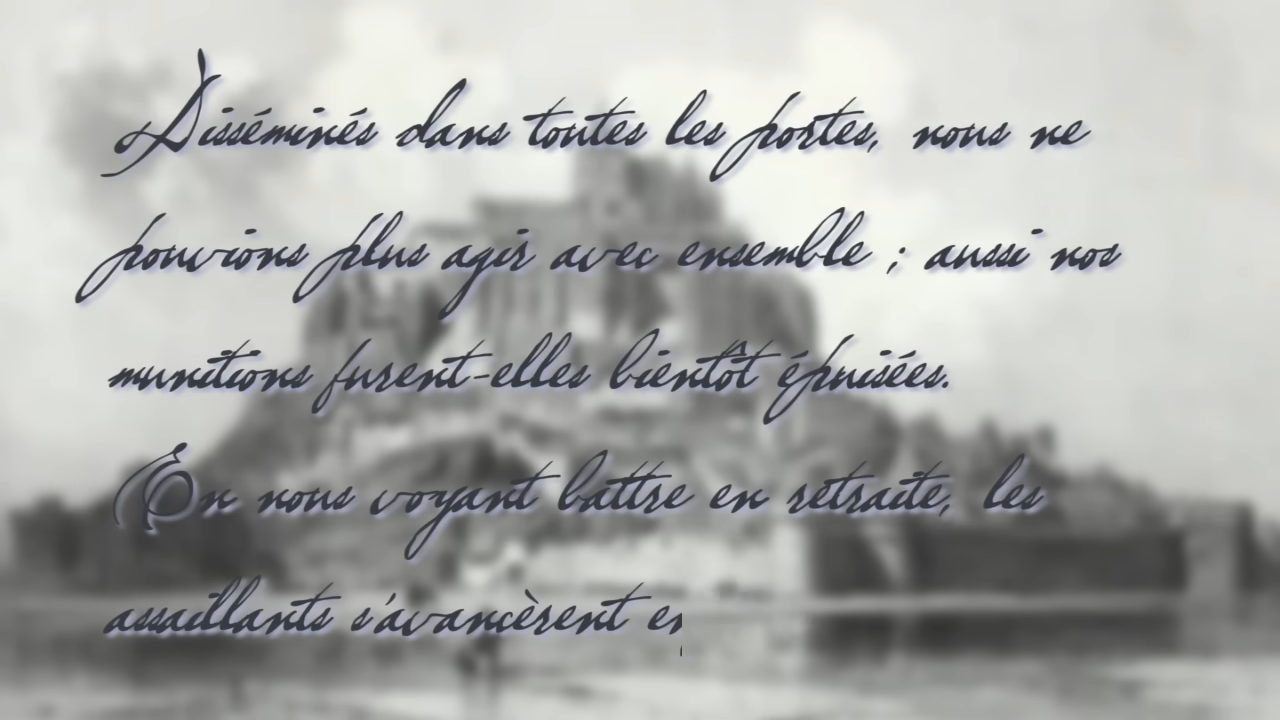 Disséminés dans toutes les portes, nous ne
pouvions plus agir avec ensemble ; aussi nos
munitions furent-elles bientôt épuisées.
En nous voyant battre en retraite, les
assaillants s'avancèrent en